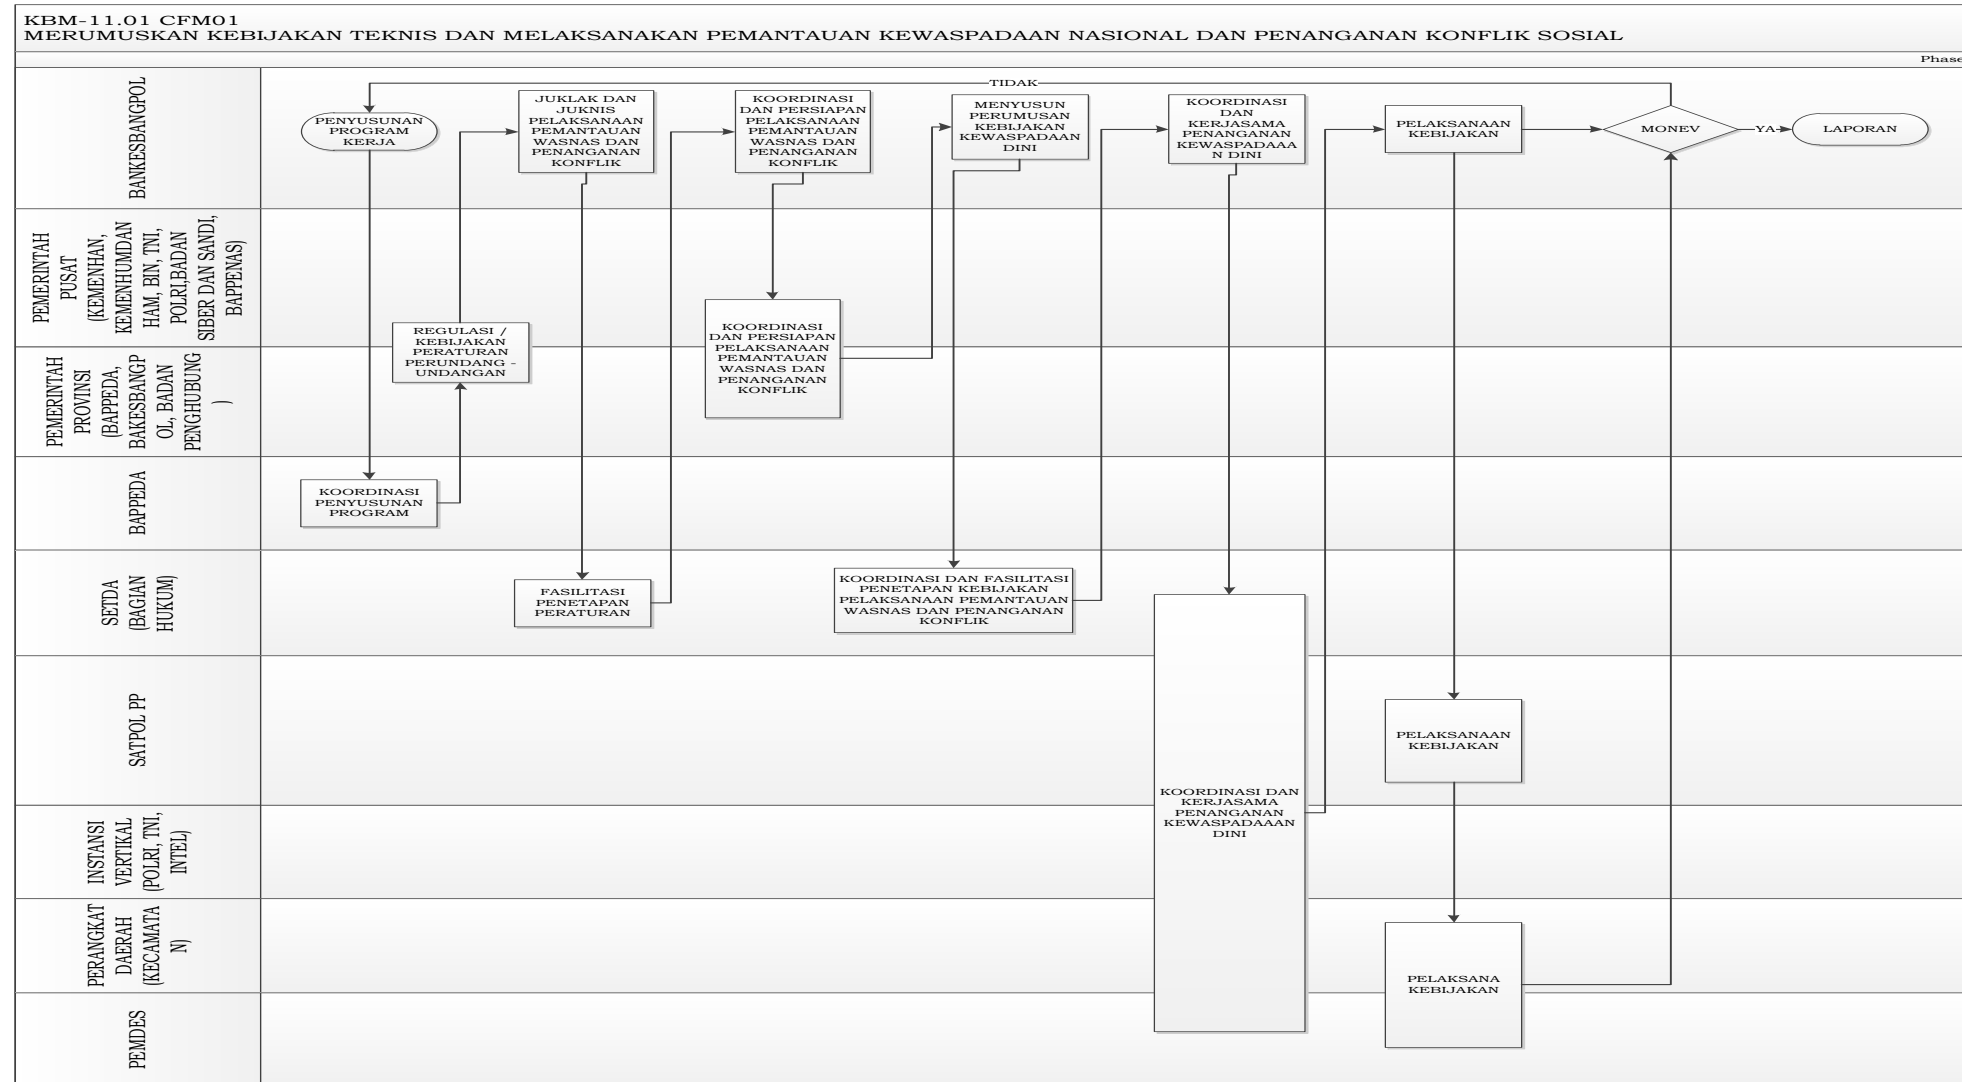 KBM-11.01 CFM01
MERUMUSKAN KEBIJAKAN TEKNIS DAN MELAKSANAKAN PEMANTAUAN KEWASPADAAN NASIONAL DAN PENANGANAN KONFLIK SOSIAL
Phase
BANKESBANGPOL
TIDAK
PENYUSUNAN
PROGRAM
KERJA
JUKLAK DAN
JUKNIS
PELAKSANAAN
PEMANTAUAN
WASNAS DAN
PENANGANAN
KONFLIK
KOORDINASI
DAN PERSIAPAN
PELAKSANAAN
PEMANTAUAN
WASNAS DAN
PENANGANAN
KONFLIK
MENYUSUN
PERUMUSAN
KEBIJAKAN
KEWASPADAAN
DINI
KOORDINASI
DAN
KERJASAMA
PENANGANAN
KEWASPADAAA
N DINI
PELAKSANAAN
KEBIJAKAN
MONEV
YA
LAPORAN
PEMERINTAH
PUSAT
(KEMENHAN,
KEMENHUMDAN
HAM, BIN, TNI,
POLRI,BADAN
SIBER DAN SANDI,
BAPPENAS)
REGULASI /
KEBIJAKAN
PERATURAN
PERUNDANG -
UNDANGAN
KOORDINASI
DAN PERSIAPAN
PELAKSANAAN
PEMANTAUAN
WASNAS DAN
PENANGANAN
KONFLIK
PEMERINTAH
PROVINSI
(BAPPEDA,
BAKESBANGP
OL, BADAN
PENGHUBUNG
)
BAPPEDA
KOORDINASI
PENYUSUNAN
PROGRAM
SETDA
(BAGIAN
HUKUM)
FASILITASI
PENETAPAN
PERATURAN
KOORDINASI DAN FASILITASI
PENETAPAN KEBIJAKAN
PELAKSANAAN PEMANTAUAN
WASNAS DAN PENANGANAN
KONFLIK
SATPOL PP
PELAKSANAAN
KEBIJAKAN
KOORDINASI DAN
KERJASAMA
PENANGANAN
KEWASPADAAAN
DINI
INSTANSI
VERTIKAL
(POLRI, TNI,
INTEL)
PERANGKAT
DAERAH
(KECAMATA
N)
PELAKSANA
KEBIJAKAN
PEMDES